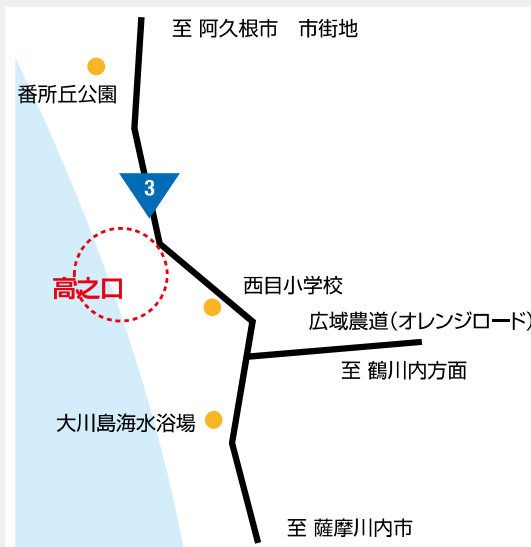 至 阿久根市　市街地
番所丘公園
3
高之口
西目小学校
広域農道(オレンジロード)
至 鶴川内方面
大川島海水浴場
至 薩摩川内市